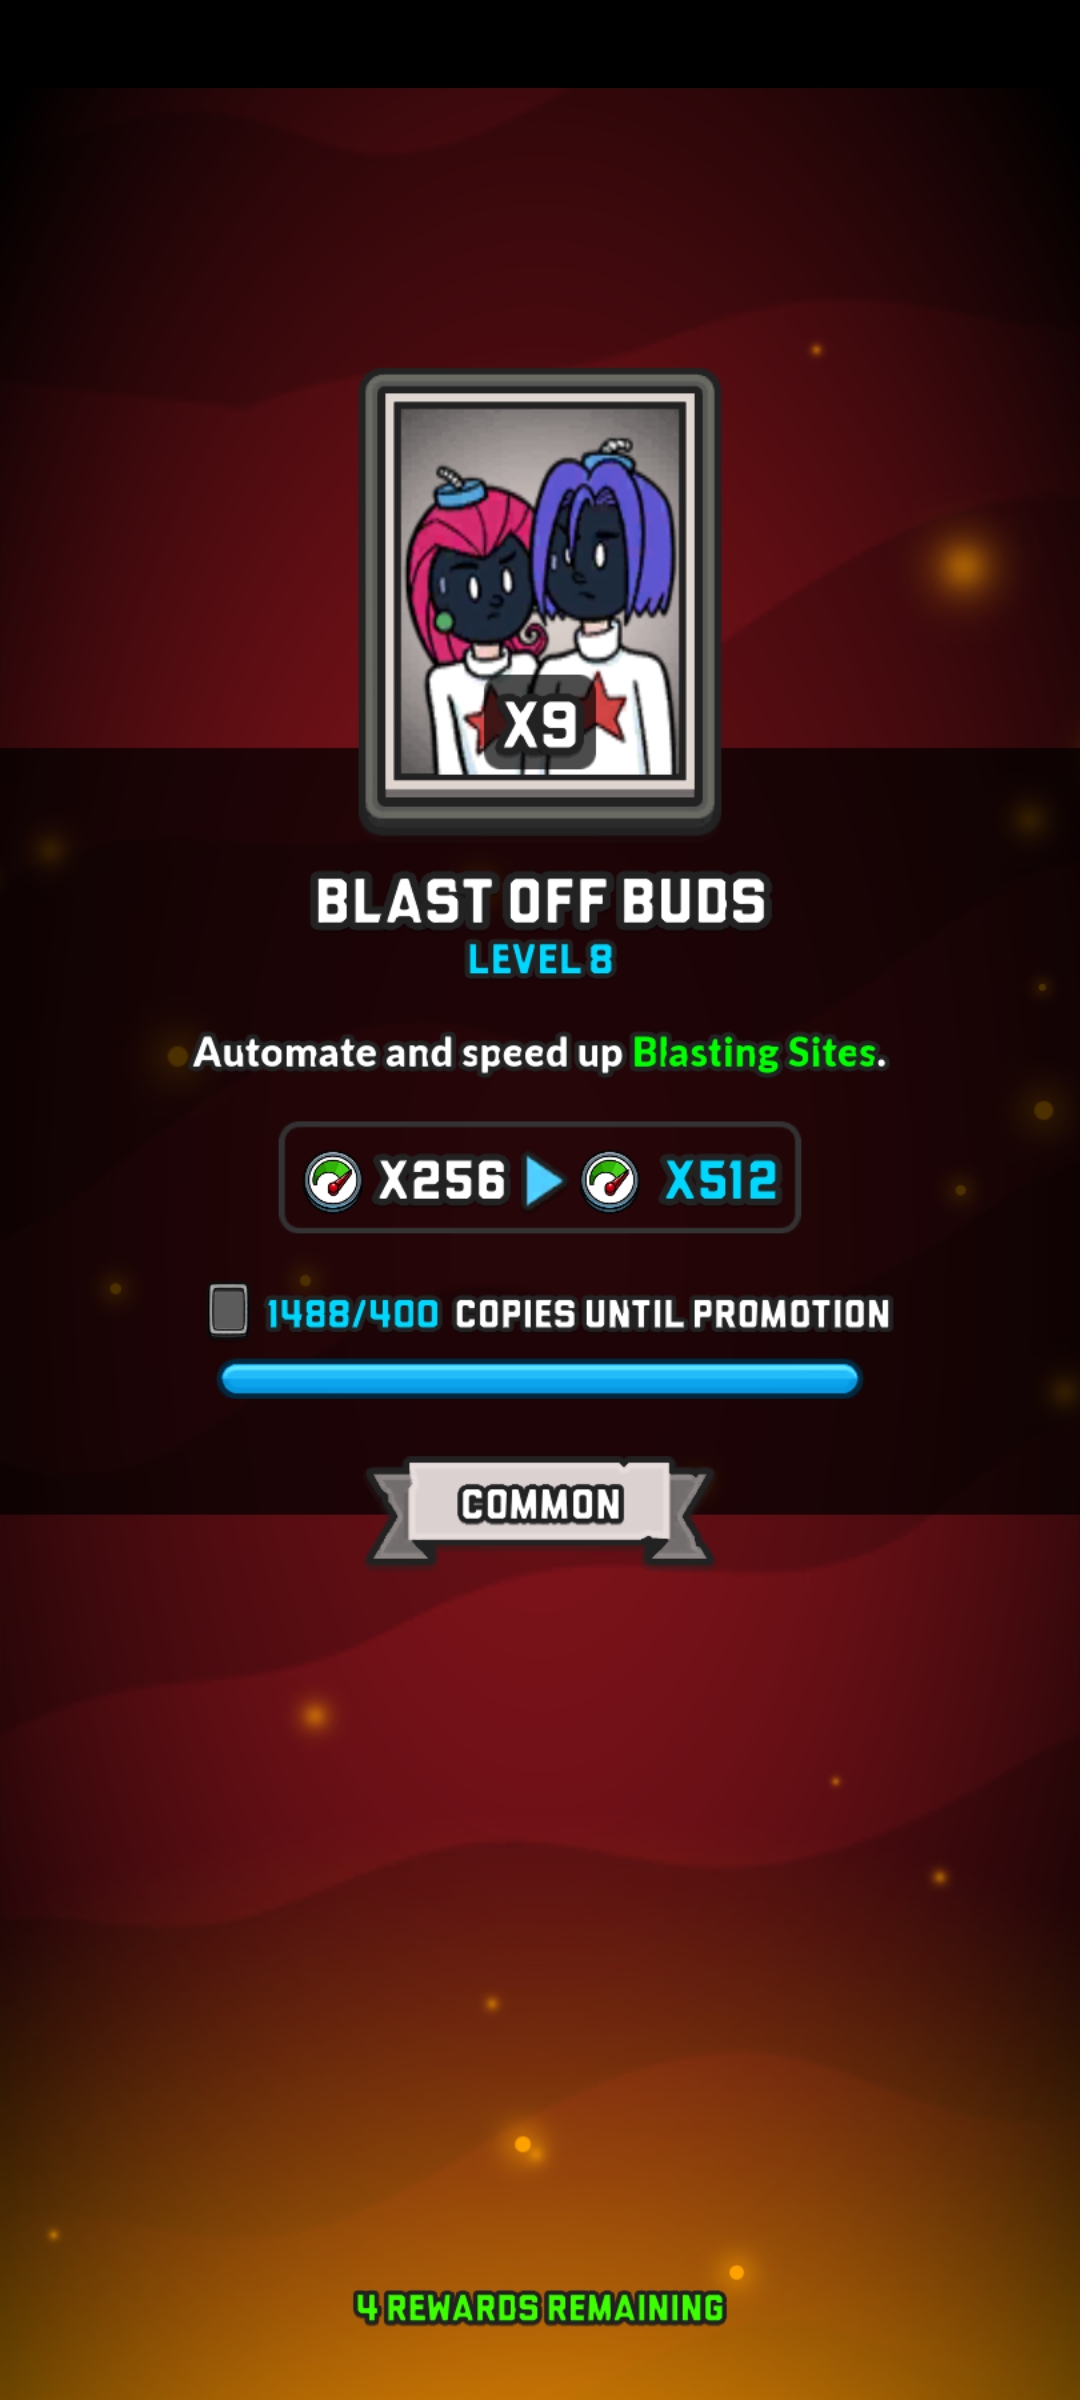 X9
BLAST OFF BUDS
LEVEL 8
Automate and speed up Blasting Sites.
X256 X512
1488/400 COPIES UNTIL PROMOTION
COMMON
4 REWARDS REMAINING